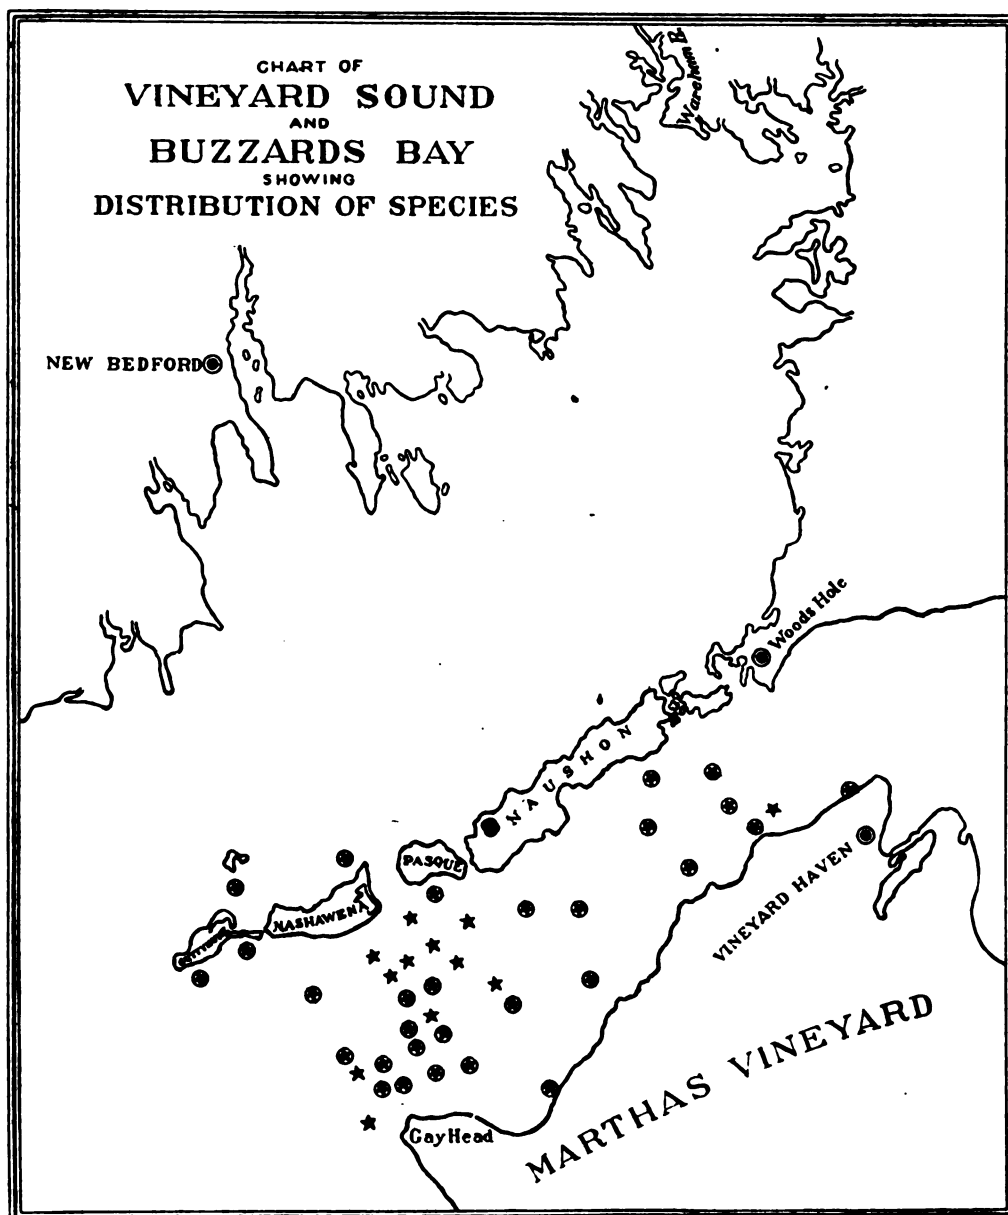 CHART OF
VINEYARD SOUND
AND
BUZZARDS BAY
SHOWING
DISTRIBUTION OF SPECIES
Wareham R.
NEW BEDFORD
Woods Hole
NAUSHON
PASQUE
NASHAWENA
VINEYARD HAVEN
MARTHAS VINEYARD
Gay Head